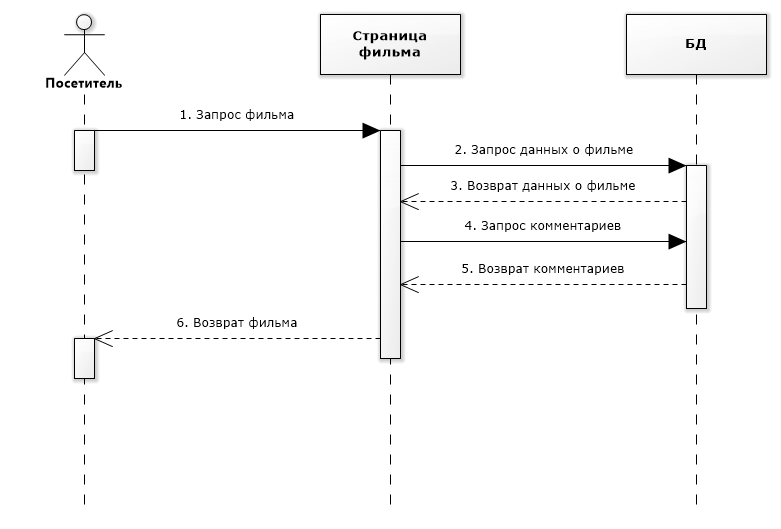 Посетитель
Страница
фильма
БД
1. Запрос фильма
2. Запрос данных о фильме
3. Возврат данных о фильме
4. Запрос комментариев
5. Возврат комментариев
6. Возврат фильма